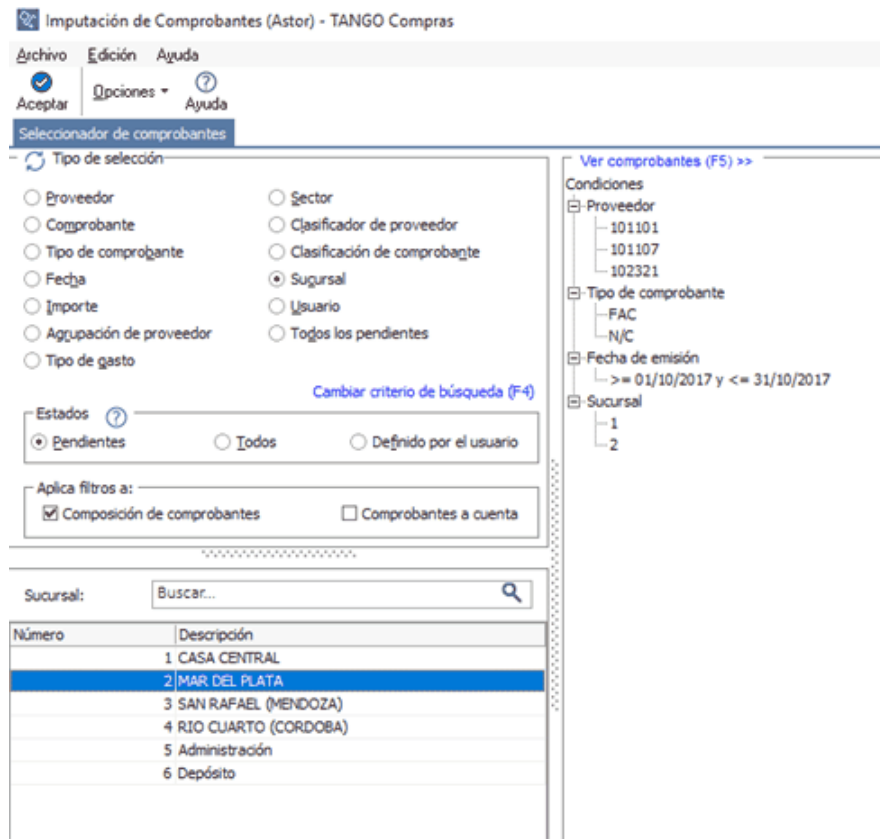 Imputación de Comprobantes (Astor) - TANGO Compras
Archivo Edición Ayuda
Aceptar Opciones Ayuda
Seleccionador de comprobantes
Tipo de selección
Proveedor
Comprobante
Tipo de comprobante
Fecha
Importe
Agrupación de proveedor
Tipo de gasto
Sector
Clasificador de proveedor
Clasificación de comprobante
Sucursal
Usuario
Todos los pendientes
Cambiar criterio de búsqueda (F4)
Estados
Pendientes Todos Definido por el usuario
Aplica filtros a:
Composición de comprobantes Comprobantes a cuenta
Sucursal: Buscar...
Número Descripción
1 CASA CENTRAL
2 MAR DEL PLATA
3 SAN RAFAEL (MENDOZA)
4 RIO CUARTO (CORDOBA)
5 Administración
6 Depósito
Ver comprobantes (F5) >>
Condiciones
Proveedor
101101
101107
102321
Tipo de comprobante
FAC
N/C
Fecha de emisión
>= 01/10/2017 y <= 31/10/2017
Sucursal
1
2